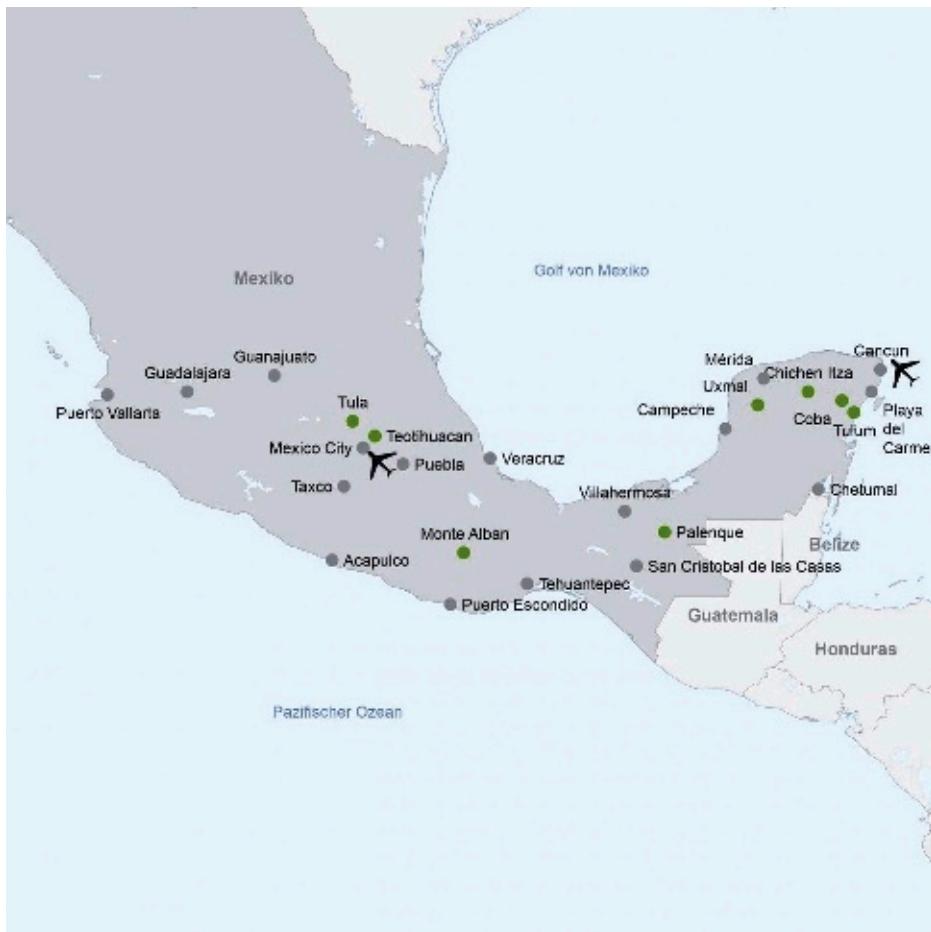 Golf von Mexiko
Mexiko
Guanajuato
Guadalajara
Puerto Vallarta
Tula
Teotihuacan
Mexico City
Puebla
Veracruz
Taxco
Monte Alban
Acapulco
Puerto Escondido
Tehuantepec
Cancun
Mérida
Chichen Itza
Uxmal
Campeche
Coba
Tulum
Playa
del
Carme
Villahermosa
Chetumal
Palenque
Belize
San Cristobal de las Casas
Guatemala
Honduras
Pazifischer Ozean